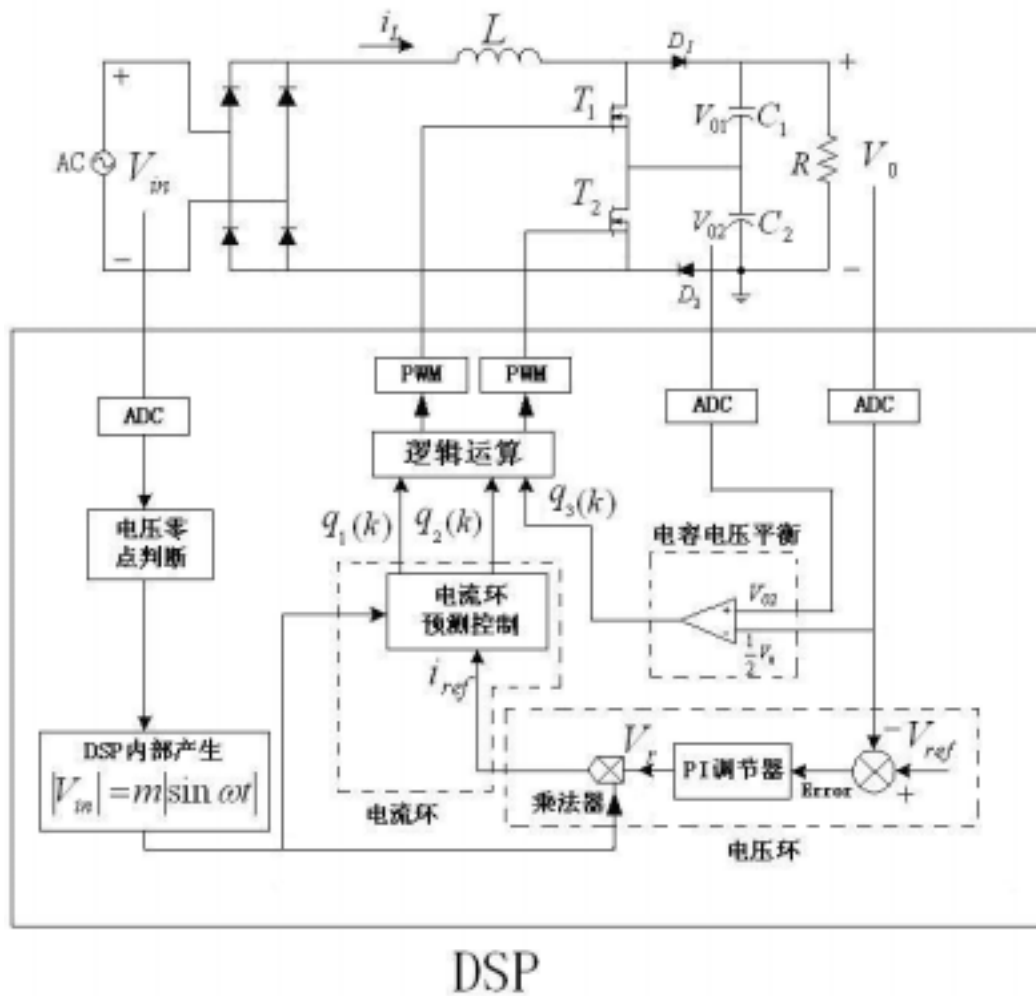 i_L
L
D_1
+
+
T_1
V_01
C_1
AC
V_in
R
V_0
T_2
V_02
C_2
−
D_2
−
PWM
PWM
ADC
ADC
ADC
逻辑运算
q_1(k)
q_2(k)
q_3(k)
电压零
点判断
电容电压平衡
电流环
预测控制
+
V_02
-
1/2 V_0
i_ref
DSP内部产生
|V_in| = m|sin ωt|
V_r
PI调节器
−
V_ref
Error
+
乘法器
电流环
电压环
DSP